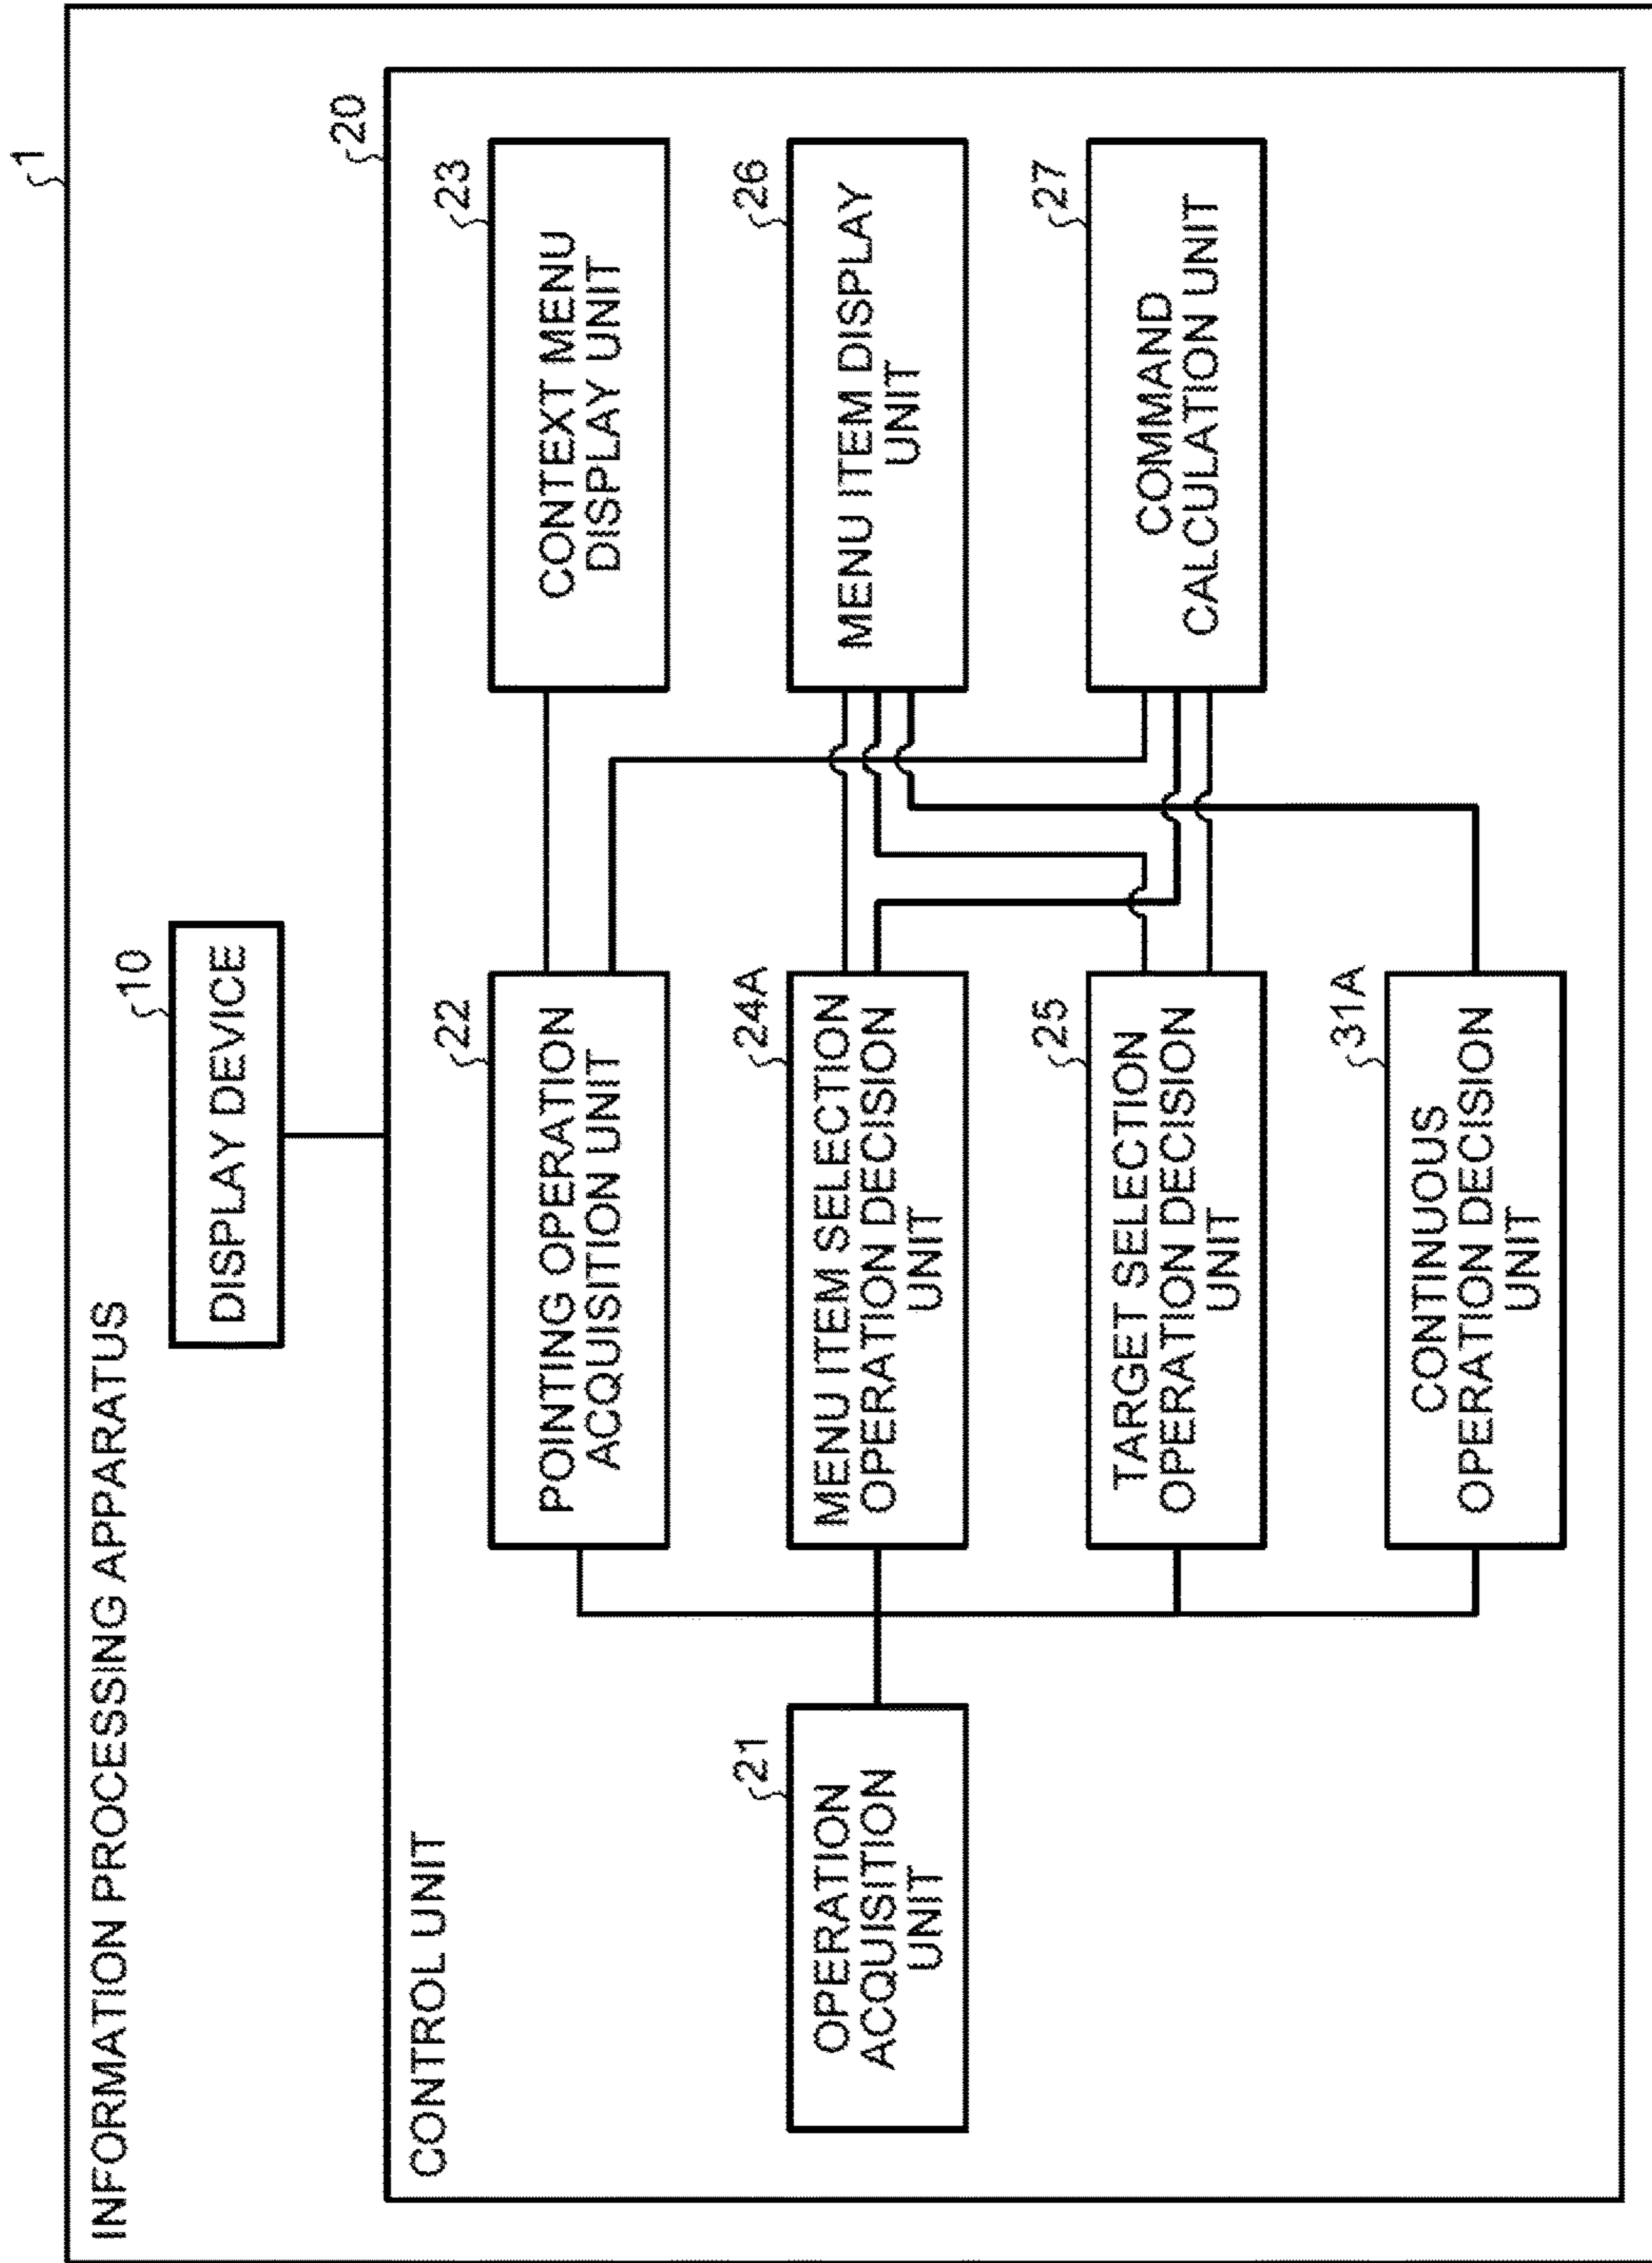 1
INFORMATION PROCESSING APPARATUS
10
DISPLAY DEVICE
20
CONTROL UNIT
21
OPERATION
ACQUISITION
UNIT
22
POINTING OPERATION
ACQUISITION UNIT
23
CONTEXT MENU
DISPLAY UNIT
24A
MENU ITEM SELECTION
OPERATION DECISION
UNIT
26
MENU ITEM DISPLAY
UNIT
25
TARGET SELECTION
OPERATION DECISION
UNIT
27
COMMAND
CALCULATION UNIT
31A
CONTINUOUS
OPERATION DECISION
UNIT